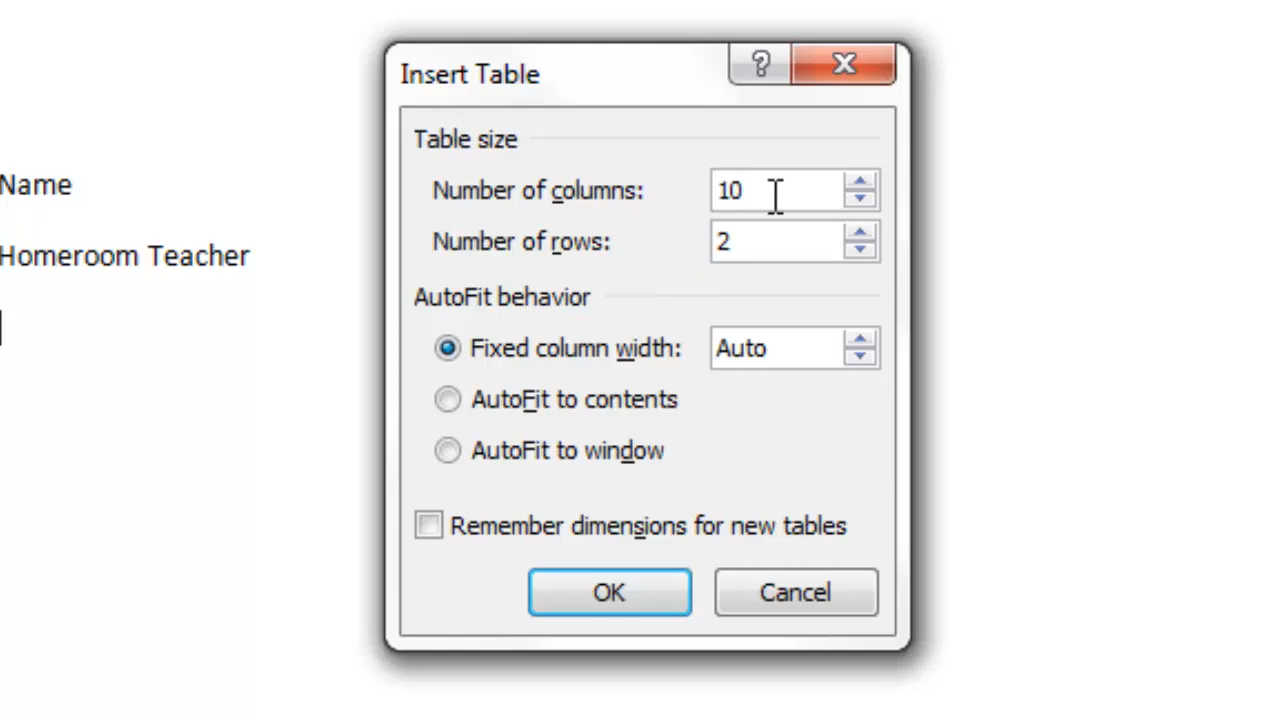 Insert Table
Table size
Name
Number of columns: 10
Number of rows: 2
Homeroom Teacher
AutoFit behavior
Fixed column width: Auto
AutoFit to contents
AutoFit to window
Remember dimensions for new tables
OK Cancel